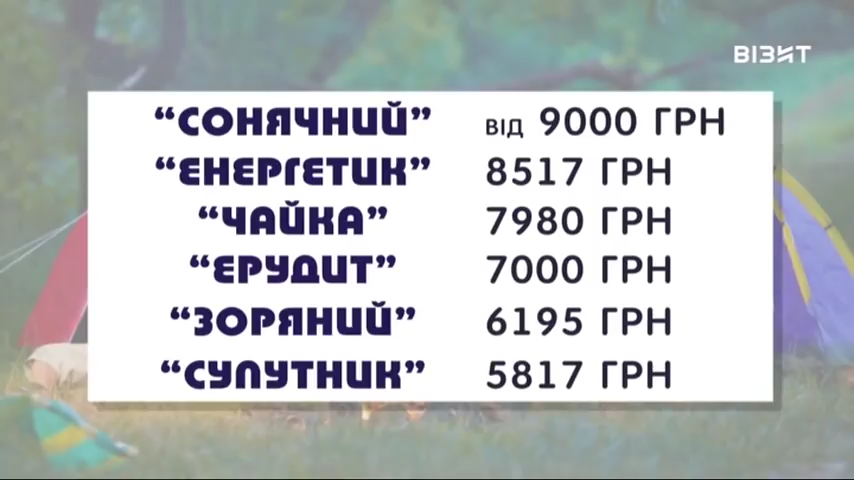 ВІЗИТ
“СОНЯЧНИЙ” від 9000 ГРН
“ЕНЕРГЕТИК” 8517 ГРН
“ЧАЙКА” 7980 ГРН
“ЕРУДИТ” 7000 ГРН
“ЗОРЯНИЙ” 6195 ГРН
“СУПУТНИК” 5817 ГРН